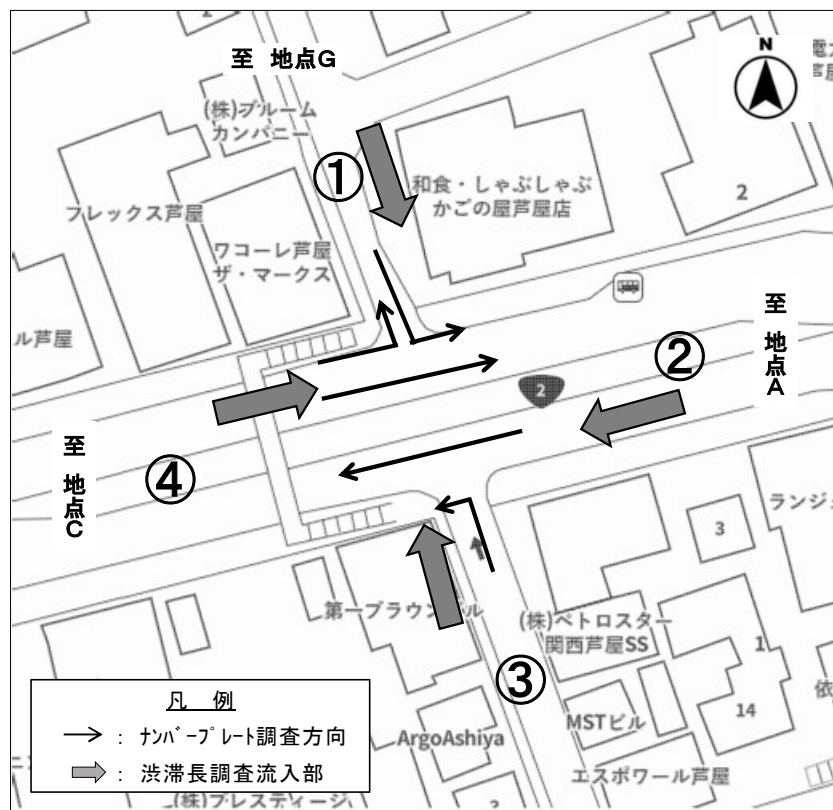 至 地点G
N
(株)ブルーム
カンパニー
①
和食・しゃぶしゃぶ
かごの屋芦屋店
2
フレックス芦屋
ワコーレ芦屋
ザ・マークス
ル芦屋
至 地点A
②
2
④
至 地点C
ランジ
3
第一ブラウンビル
(株)ペトロスター
関西芦屋SS
1
③
14
MSTビル
ArgoAshiya
エスポワール芦屋
(株)プレスティージ
凡 例
: ナンバープレート調査方向
: 渋滞長調査流入部